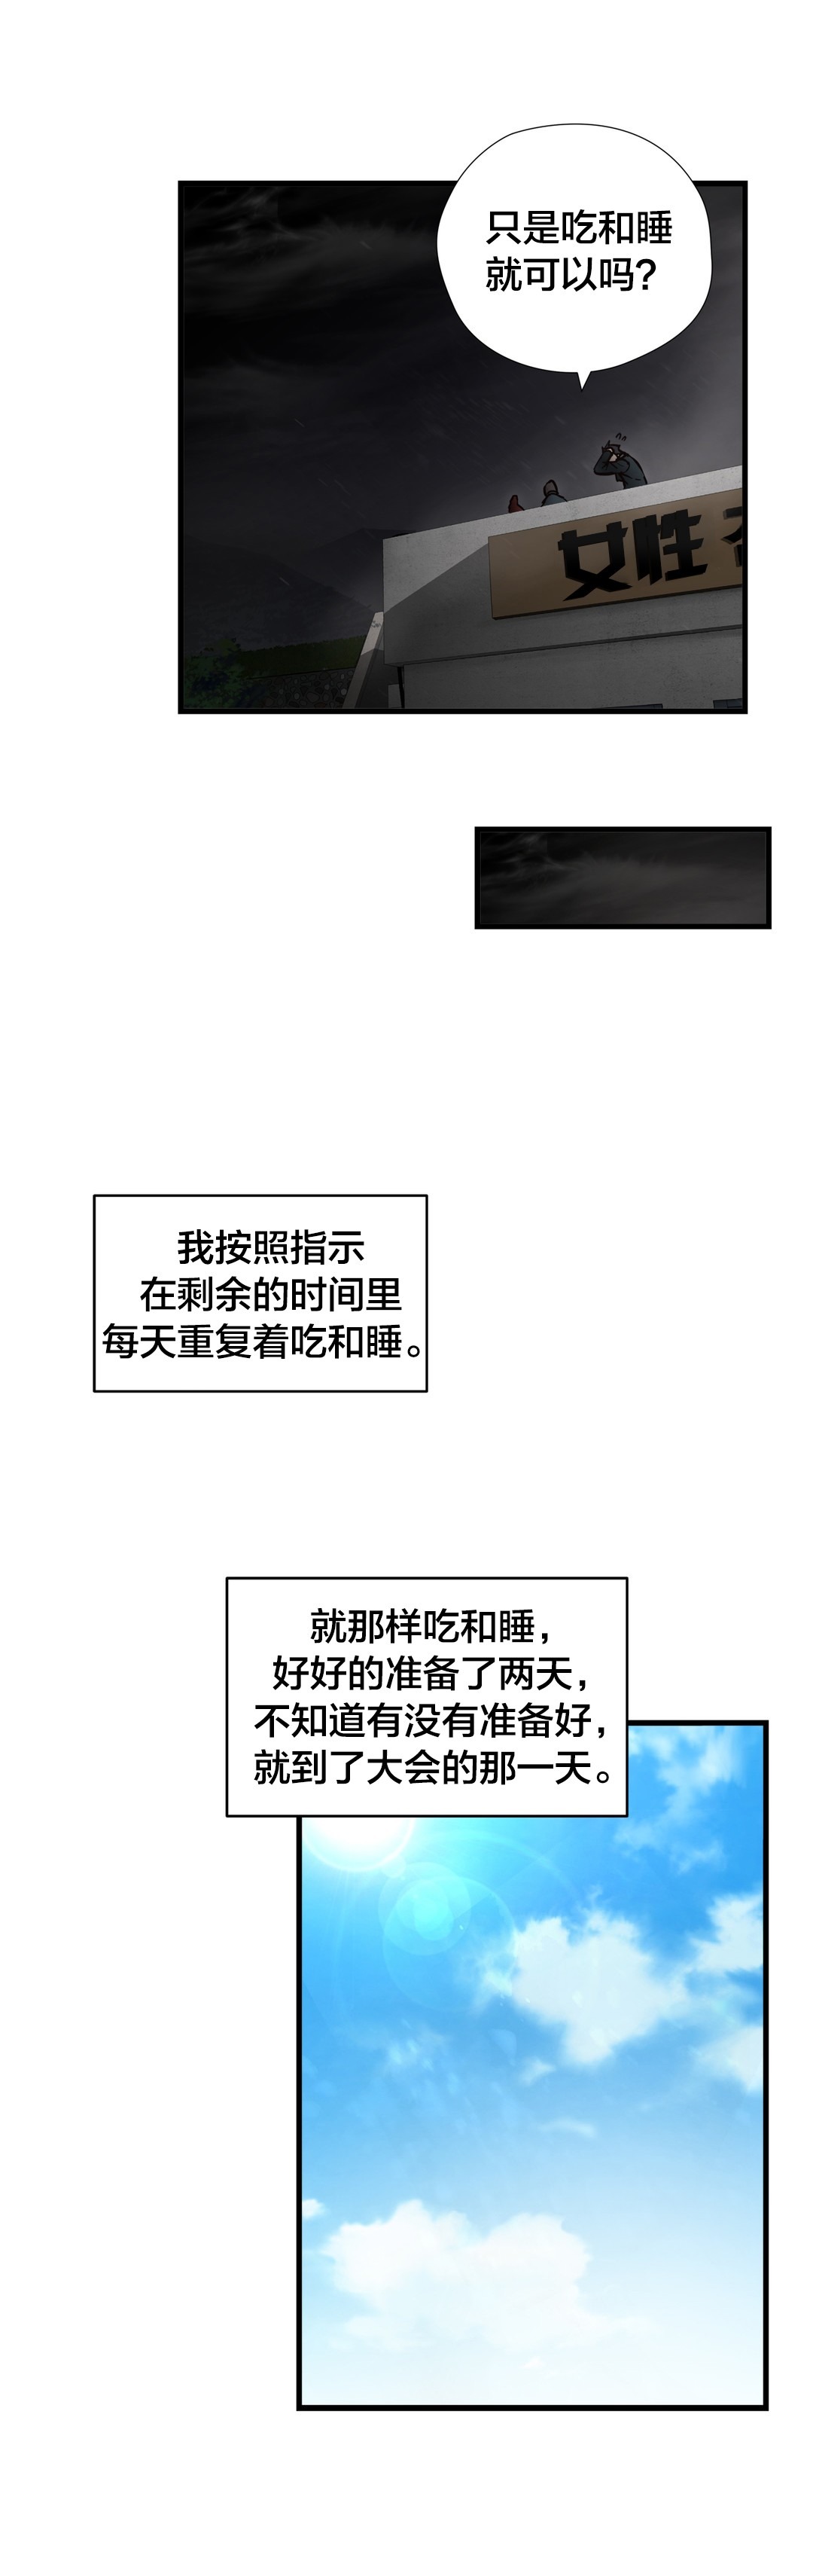 只是吃和睡
就可以吗?
女性
我按照指示
在剩余的时间里
每天重复着吃和睡。
就那样吃和睡,
好好的准备了两天,
不知道有没有准备好,
就到了大会的那一天。